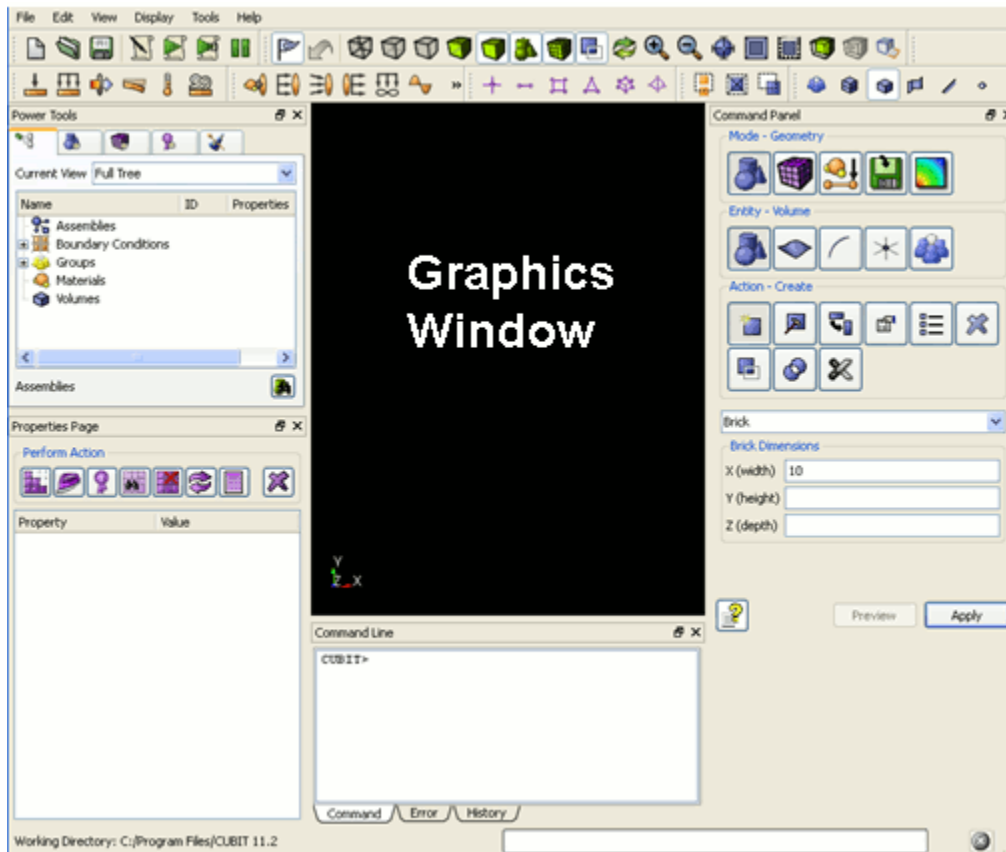 File Edit View Display Tools Help
Power Tools
Current View Full Tree
Name ID Properties
Assemblies
Boundary Conditions
Groups
Materials
Volumes
Assemblies
Properties Page
Perform Action
Property Value
Graphics
Window
Y
Z X
Command Line
CUBIT>
Command Error History
Command Panel
Mode - Geometry
Entity - Volume
Action - Create
Brick
Brick Dimensions
X (width) 10
Y (height)
Z (depth)
Preview Apply
Working Directory: C:/Program Files/CUBIT 11.2